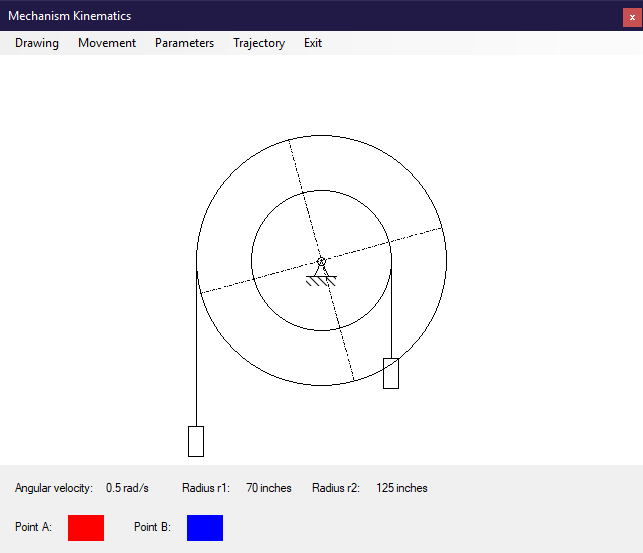 Mechanism Kinematics
x
Drawing Movement Parameters Trajectory Exit
Angular velocity: 0.5 rad/s Radius r1: 70 inches Radius r2: 125 inches
Point A: Point B: